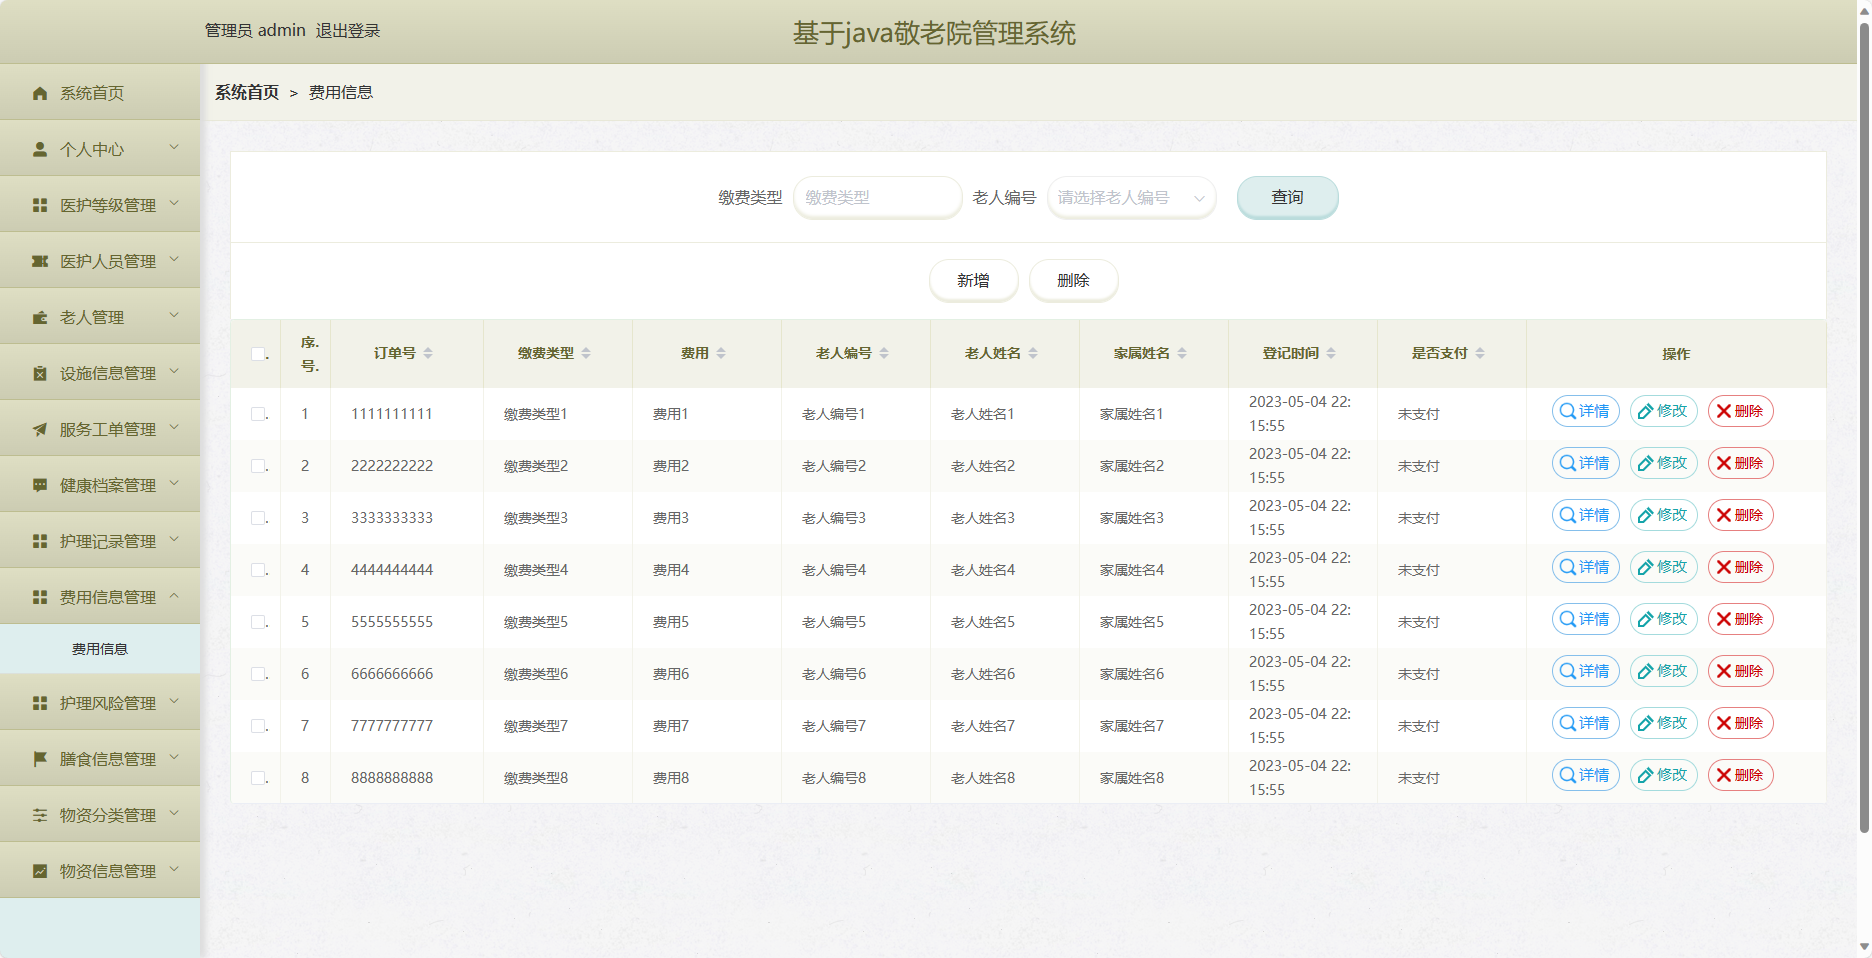 管理员 admin 退出登录
基于java敬老院管理系统
系统首页
个人中心
医护等级管理
医护人员管理
老人管理
设施信息管理
服务工单管理
健康档案管理
护理记录管理
费用信息管理
费用信息
护理风险管理
膳食信息管理
物资分类管理
物资信息管理
系统首页 > 费用信息
缴费类型 缴费类型 老人编号 请选择老人编号 查询
新增 删除
序. 号. 订单号 缴费类型 费用 老人编号 老人姓名 家属姓名 登记时间 是否支付 操作
1 1111111111 缴费类型1 费用1 老人编号1 老人姓名1 家属姓名1 2023-05-04 22:15:55 未支付 详情 修改 删除
2 2222222222 缴费类型2 费用2 老人编号2 老人姓名2 家属姓名2 2023-05-04 22:15:55 未支付 详情 修改 删除
3 3333333333 缴费类型3 费用3 老人编号3 老人姓名3 家属姓名3 2023-05-04 22:15:55 未支付 详情 修改 删除
4 4444444444 缴费类型4 费用4 老人编号4 老人姓名4 家属姓名4 2023-05-04 22:15:55 未支付 详情 修改 删除
5 5555555555 缴费类型5 费用5 老人编号5 老人姓名5 家属姓名5 2023-05-04 22:15:55 未支付 详情 修改 删除
6 6666666666 缴费类型6 费用6 老人编号6 老人姓名6 家属姓名6 2023-05-04 22:15:55 未支付 详情 修改 删除
7 7777777777 缴费类型7 费用7 老人编号7 老人姓名7 家属姓名7 2023-05-04 22:15:55 未支付 详情 修改 删除
8 8888888888 缴费类型8 费用8 老人编号8 老人姓名8 家属姓名8 2023-05-04 22:15:55 未支付 详情 修改 删除